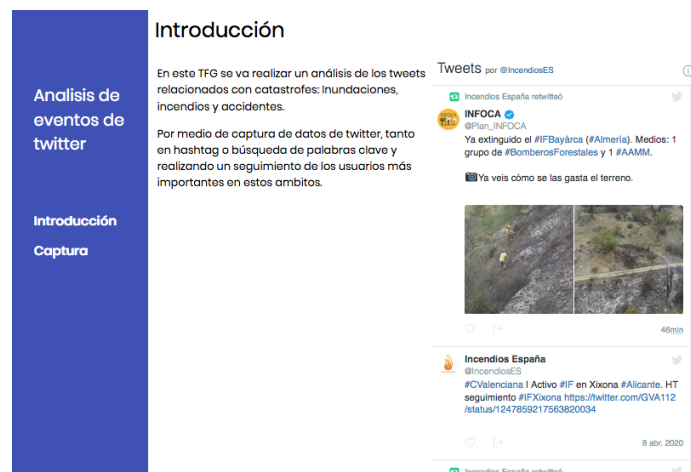 Introducción
Analisis de
eventos de
twitter
Introducción
Captura
En este TFG se va realizar un análisis de los tweets
relacionados con catastrofes: Inundaciones,
incendios y accidentes.
Por medio de captura de datos de twitter, tanto
en hashtag o búsqueda de palabras clave y
realizando un seguimiento de los usuarios más
importantes en estos ambitos.
Tweets por @IncendiosES
Incendios España retwitteó
INFOCA
@Plan_INFOCA
Ya extinguido el #IFBayárca (#Almería). Medios: 1
grupo de #BomberosForestales y 1 #AAMM.
Ya veis cómo se las gasta el terreno.
46min
Incendios España
@IncendiosES
#CValenciana I Activo #IF en Xixona #Alicante. HT
seguimiento #IFXixona https://twitter.com/GVA112
/status/1247859217563820034
8 abr. 2020
Incendios España retwitteó